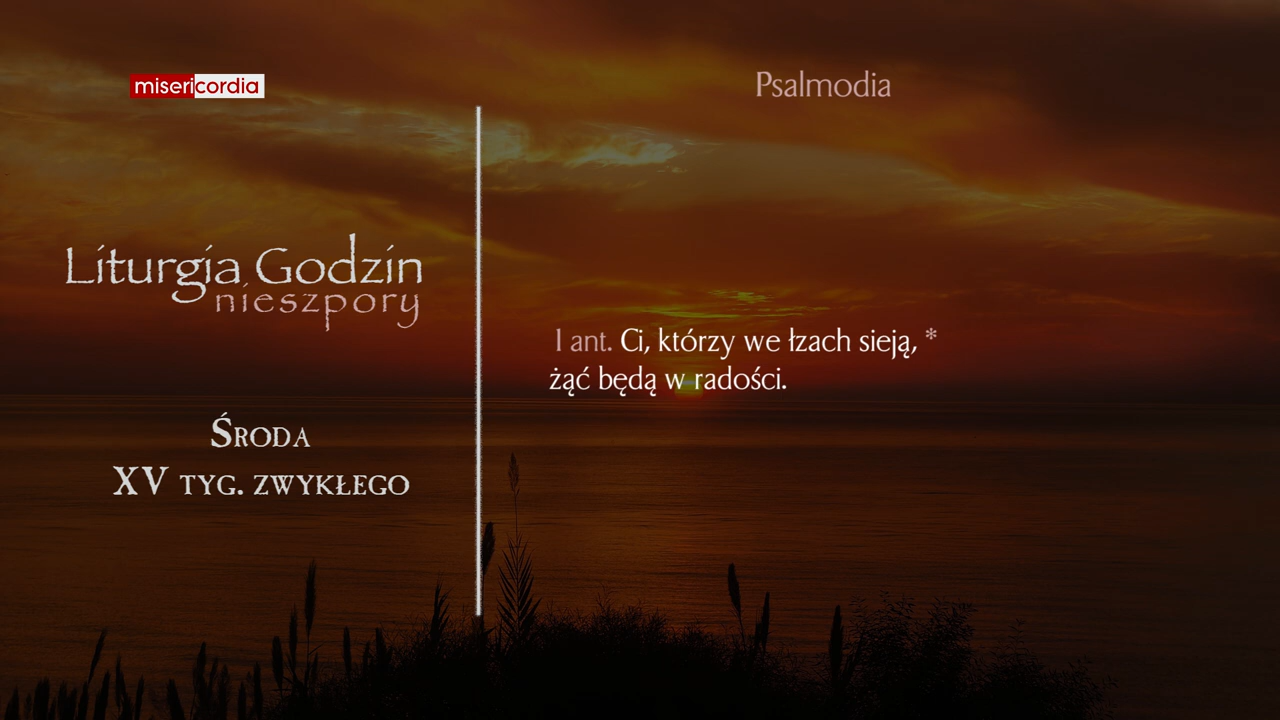 misericordia
Psalmodia
Liturgia Godzin
nieszpory
I ant. Ci, którzy we łzach sieją, *
żąć będą w radości.
Środa
XV tyg. zwykłego